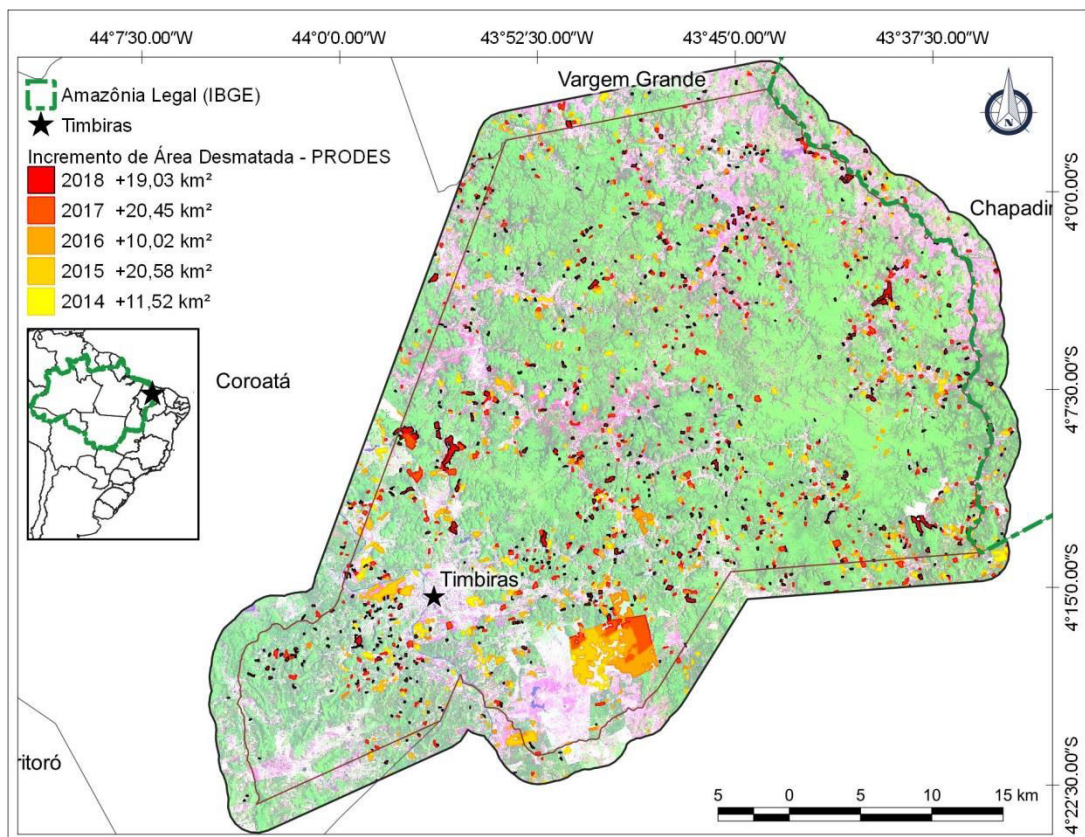 44°7'30.00"W 44°0'0.00"W 43°52'30.00"W 43°45'0.00"W 43°37'30.00"W
Vargem Grande
Amazônia Legal (IBGE)
Timbiras
Incremento de Área Desmatada - PRODES
2018 +19,03 km²
2017 +20,45 km²
2016 +10,02 km²
2015 +20,58 km²
2014 +11,52 km²
N
4°0'0.00"S
Chapadin
Coroatá
4°7'30.00"S
Timbiras
4°15'0.00"S
ritoró
5 0 5 10 15 km
4°22'30.00"S